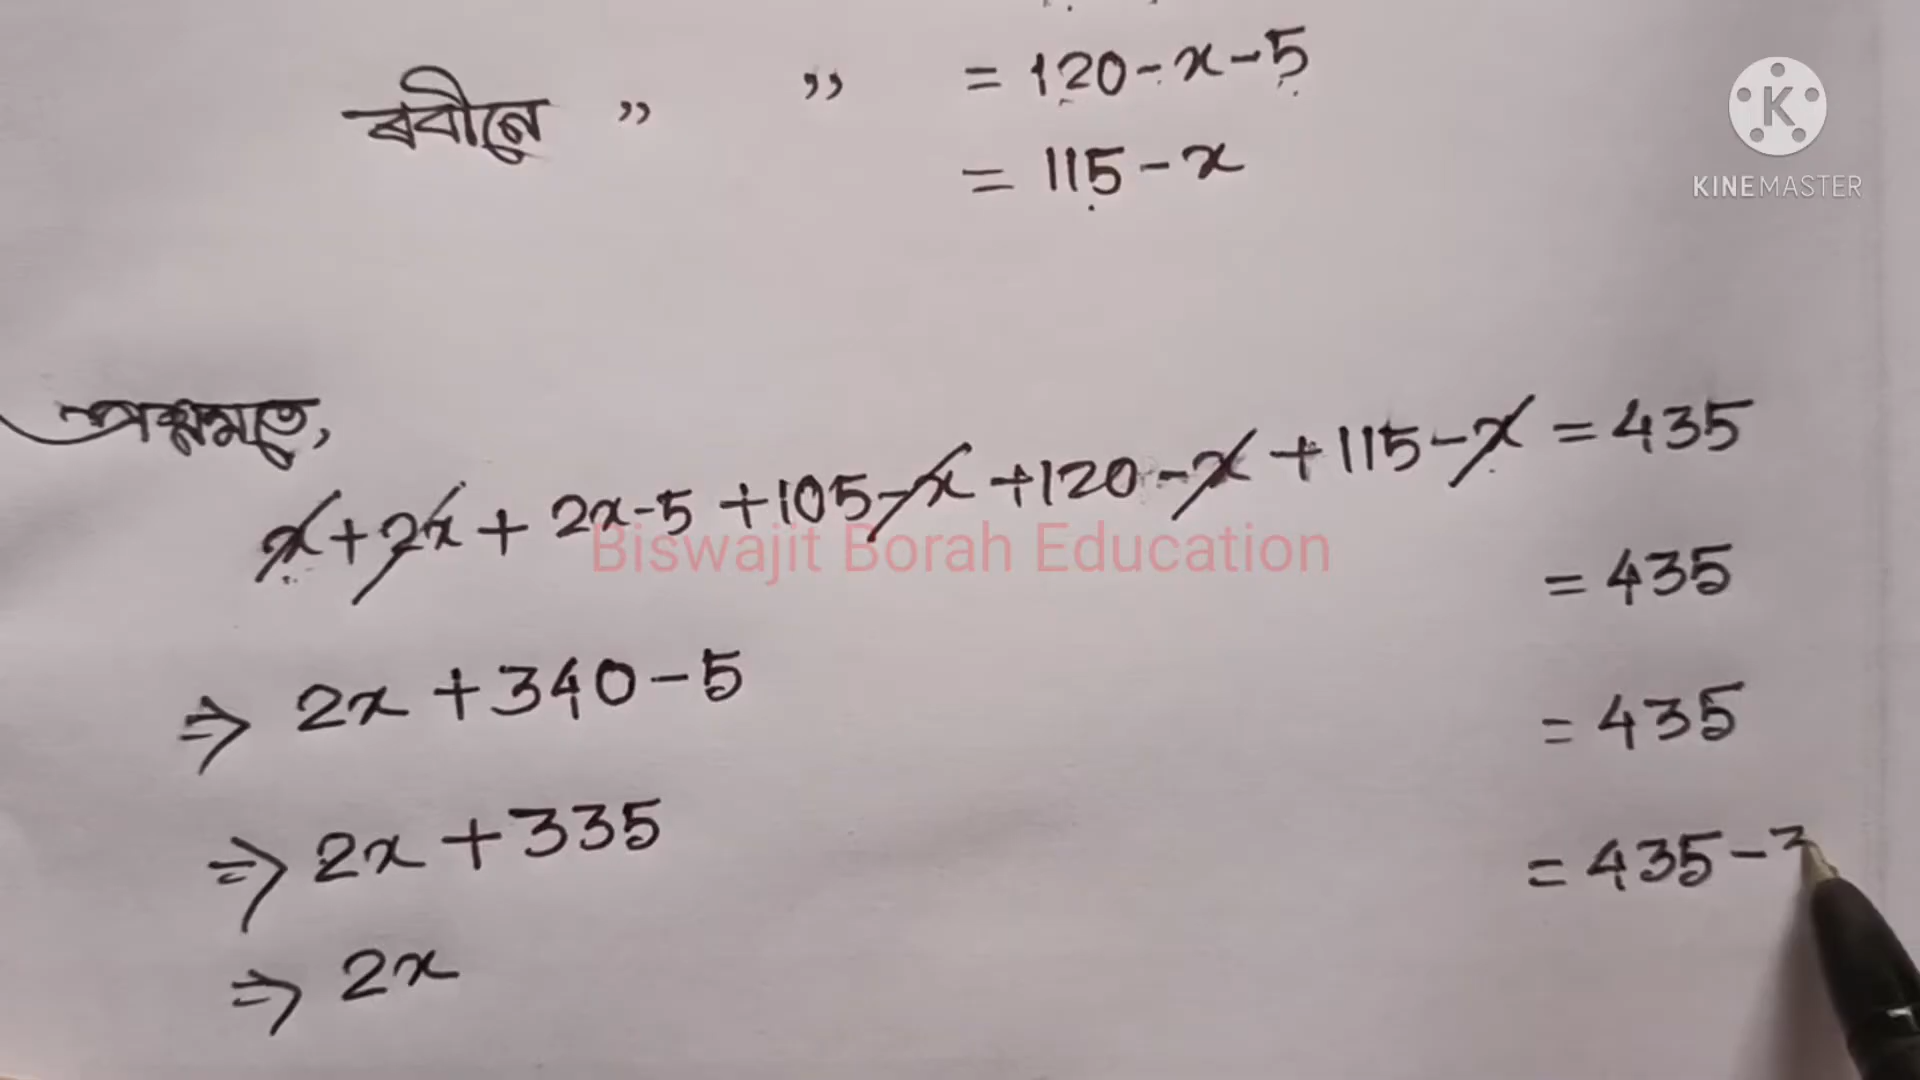 = 120 - x - 5
ৰবীনে ,, ,,
= 115 - x
K
KINEMASTER
প্ৰশ্নমতে,
x + 2x + 2x - 5 + 105 - x + 120 - x + 115 - x = 435
Biswajit Borah Education
⇒ 2x + 340 - 5 = 435
⇒ 2x + 335 = 435
⇒ 2x = 435 - 3